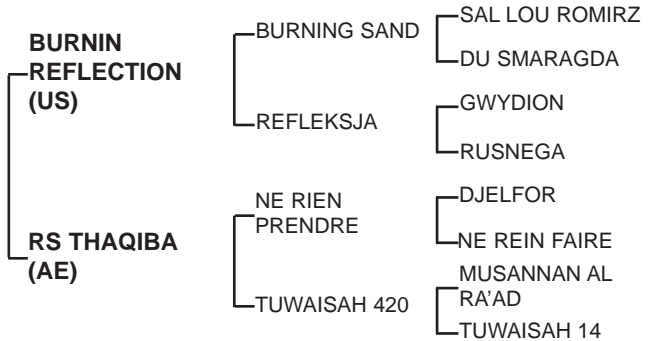 BURNIN
REFLECTION
(US)
BURNING SAND
SAL LOU ROMIRZ
DU SMARAGDA
REFLEKSJA
GWYDION
RUSNEGA
RS THAQIBA
(AE)
NE RIEN
PRENDRE
DJELFOR
NE REIN FAIRE
TUWAISAH 420
MUSANNAN AL
RA'AD
TUWAISAH 14